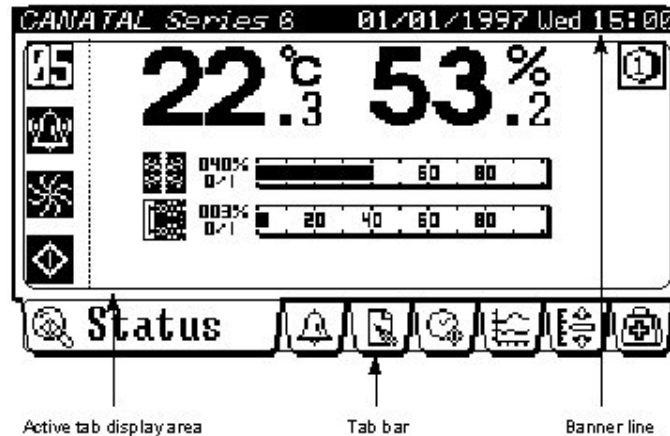 CANATAL Series 6 01/01/1997 Wed 15:00
05
22.3 °C 53.2 %
1
040%
0/1
60 80
003%
0/1
20 40 60 80
Status
Active tab display area Tab bar Banner line